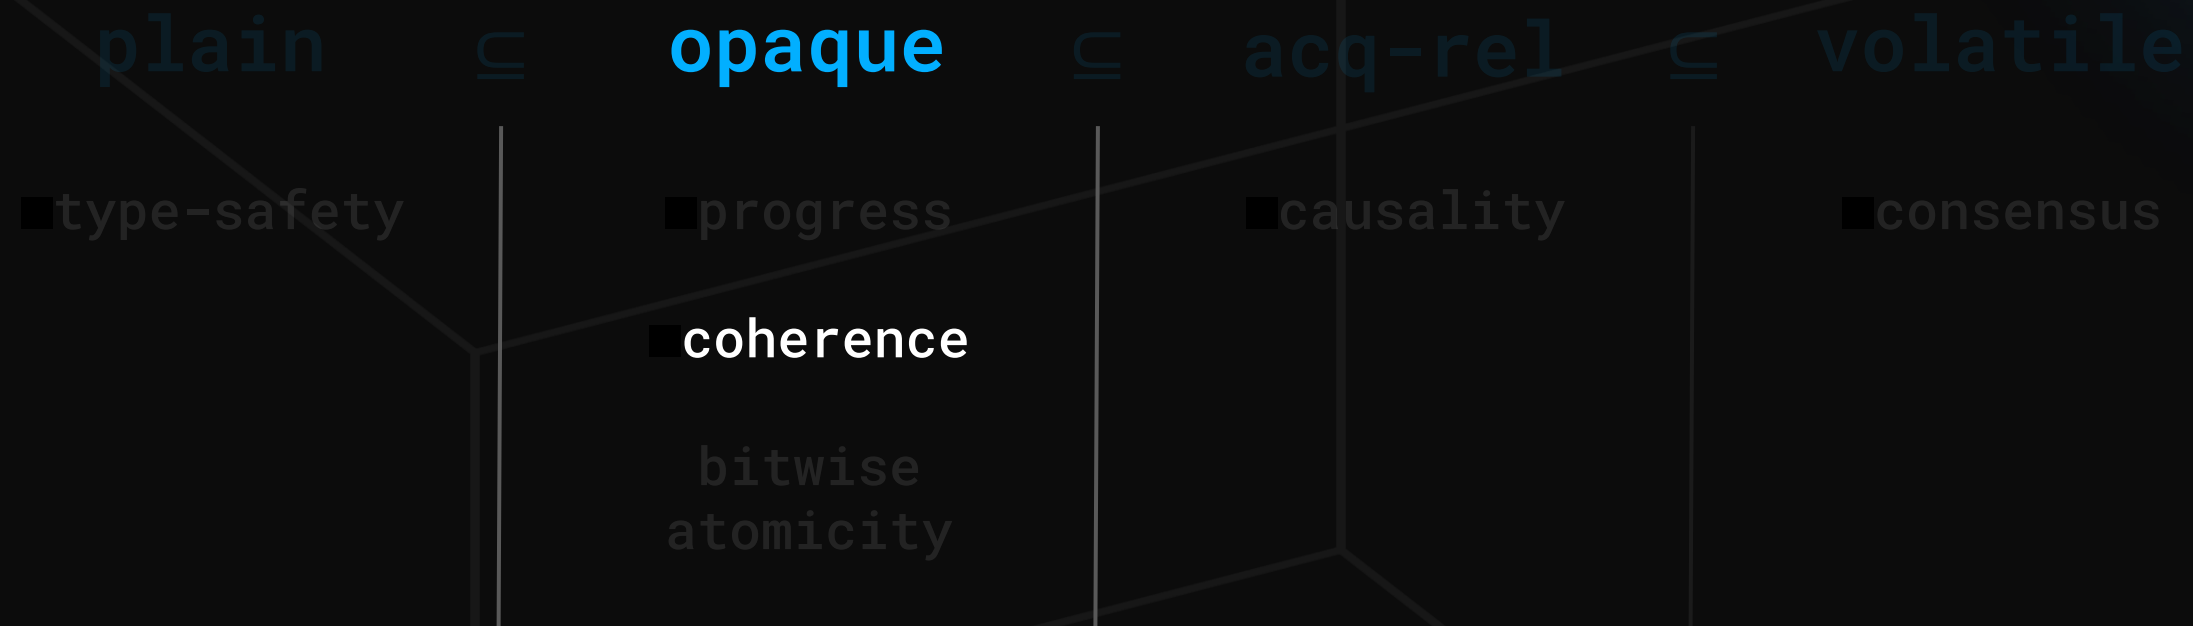 plain ⊆ opaque ⊆ acq-rel ⊆ volatile
■type-safety ■progress ■causality ■consensus
■coherence
bitwise
atomicity